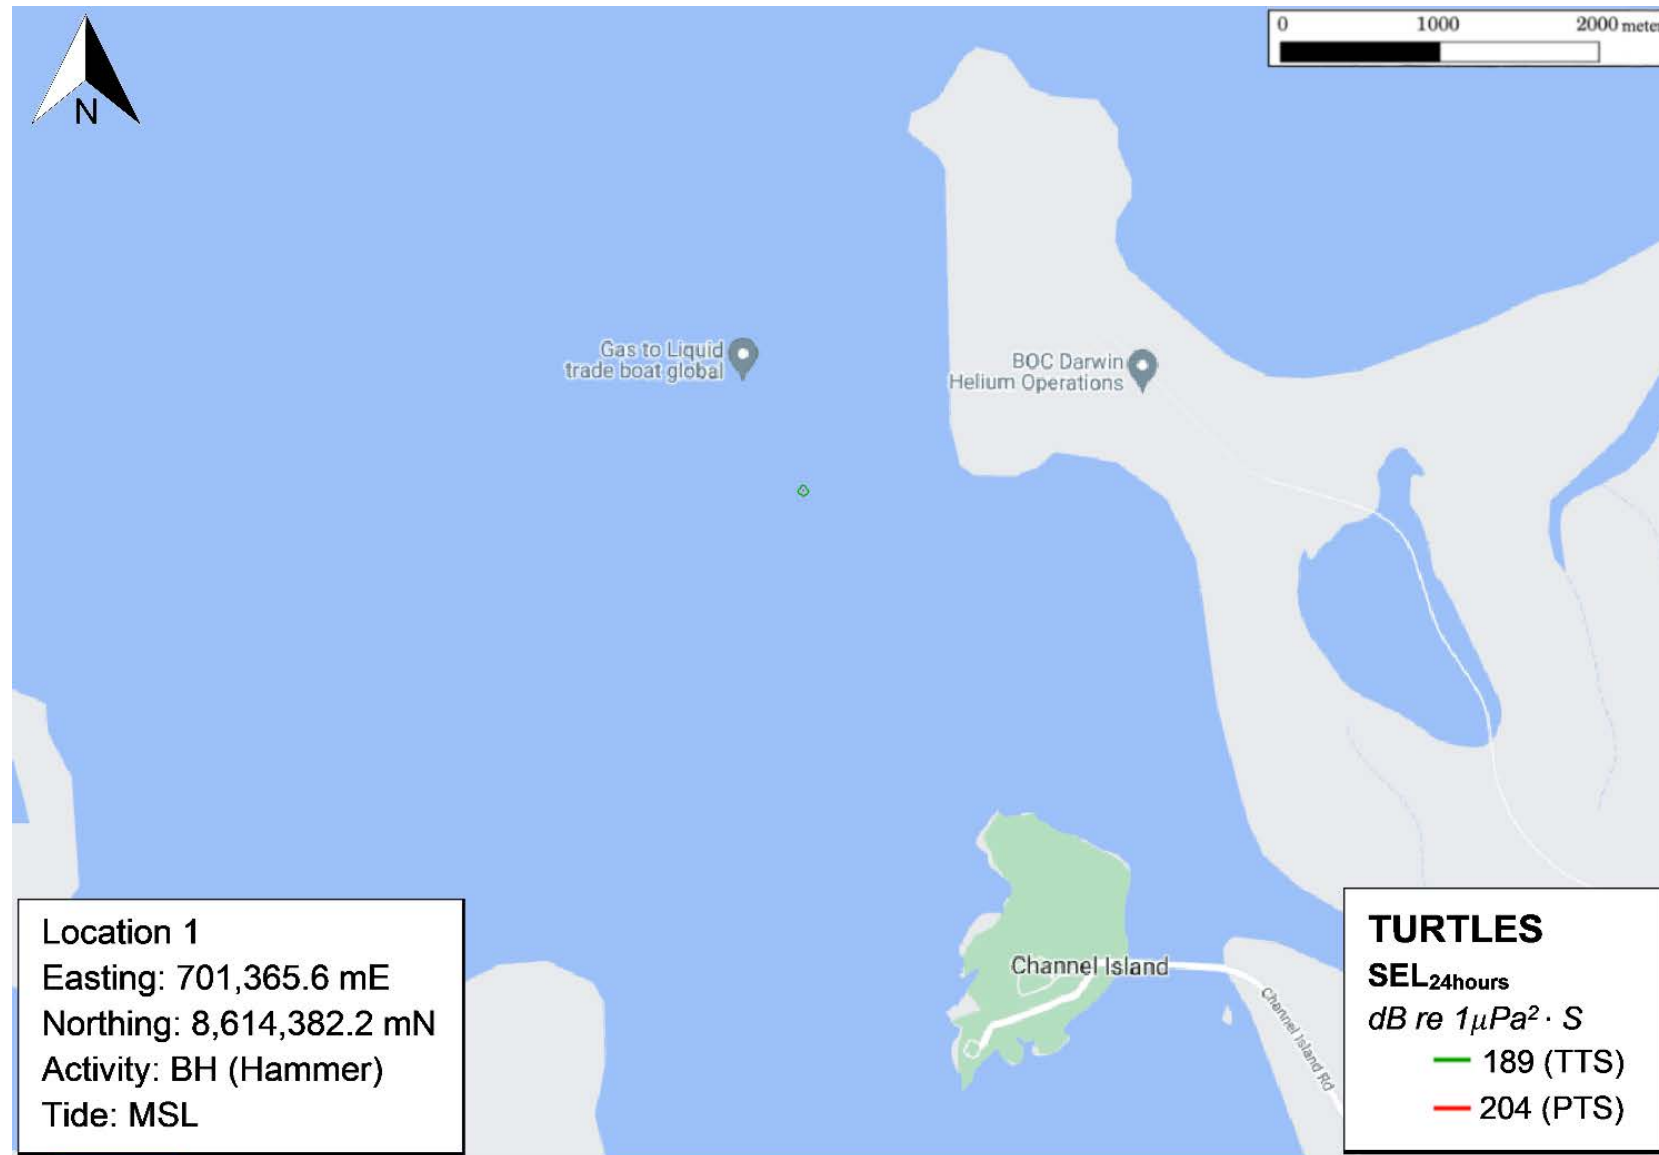 N
0 1000 2000 meter
Gas to Liquid
trade boat global
BOC Darwin
Helium Operations
Channel Island
Channel Island Rd
Location 1
Easting: 701,365.6 mE
Northing: 8,614,382.2 mN
Activity: BH (Hammer)
Tide: MSL
TURTLES
SEL24hours
dB re 1μPa² · S
189 (TTS)
204 (PTS)